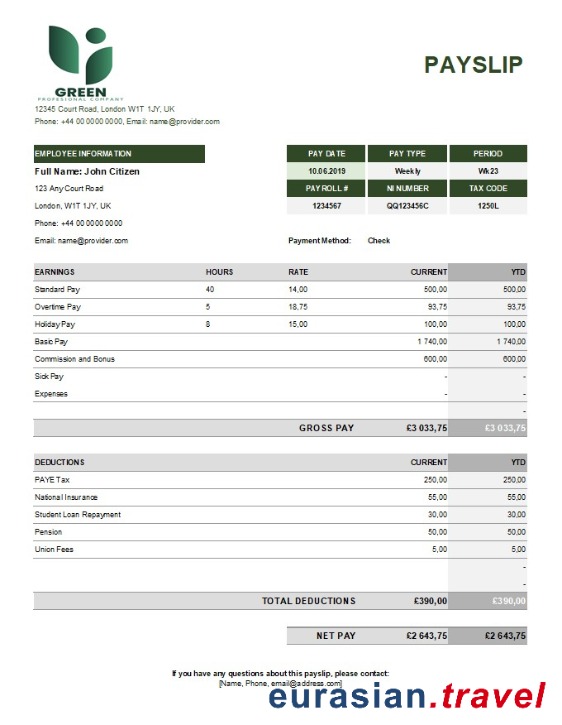 PAYSLIP
GREEN
PROFESIONAL COMPANY
12345 Court Road, London W1T 1JY, UK
Phone: +44 00 0000 0000, Email: name@provider.com
EMPLOYEE INFORMATION PAY DATE PAY TYPE PERIOD
Full Name: John Citizen 10.06.2019 Weekly Wk23
123 Any Court Road PAYROLL # NI NUMBER TAX CODE
London, W1T 1JY, UK 1234567 QQ123456C 1250L
Phone: +44 00 0000 0000
Email: name@provider.com Payment Method: Check
EARNINGS HOURS RATE CURRENT YTD
Standard Pay 40 14,00 500,00 500,00
Overtime Pay 5 18,75 93,75 93,75
Holiday Pay 8 15,00 100,00 100,00
Basic Pay 1 740,00 1 740,00
Commission and Bonus 600,00 600,00
Sick Pay - -
Expenses - -
-
GROSS PAY £3 033,75 £3 033,75
DEDUCTIONS CURRENT YTD
PAYE Tax 250,00 250,00
National Insurance 55,00 55,00
Student Loan Repayment 30,00 30,00
Pension 50,00 50,00
Union Fees 5,00 5,00
-
-
TOTAL DEDUCTIONS £390,00 £390,00
NET PAY £2 643,75 £2 643,75
If you have any questions about this payslip, please contact:
[Name, Phone, email@address.com]
eurasian.travel